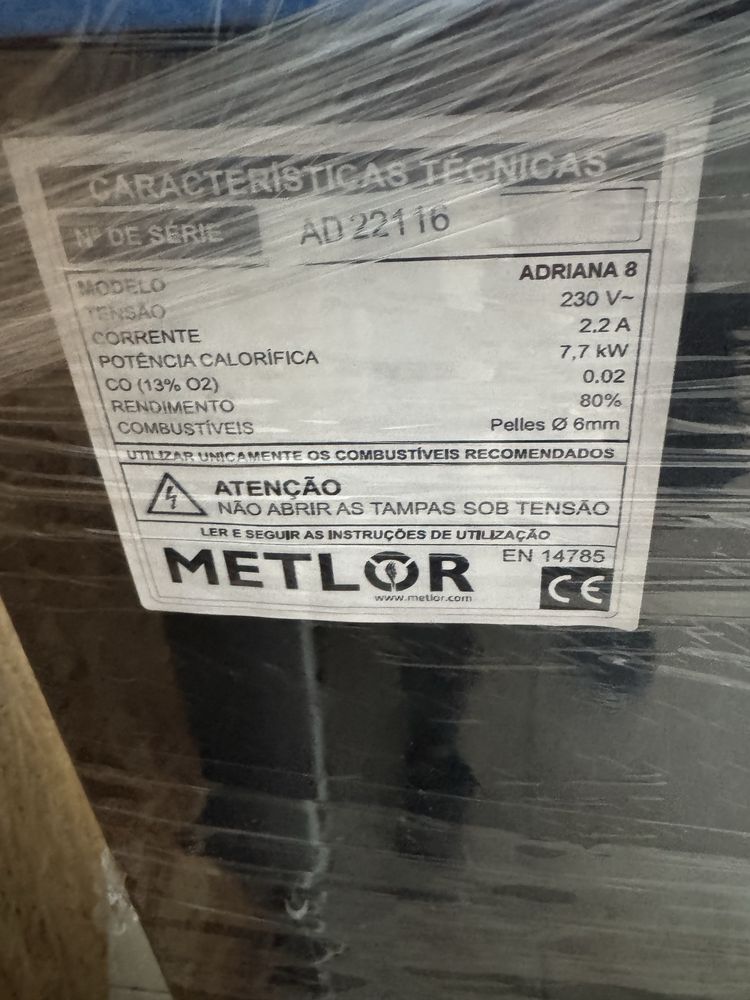 CARACTERÍSTICAS TÉCNICAS
Nº DE SÉRIE AD 22116
MODELO ADRIANA 8
TENSÃO 230 V~
CORRENTE 2.2 A
POTÊNCIA CALORÍFICA 7,7 kW
CO (13% O2) 0.02
RENDIMENTO 80%
COMBUSTÍVEIS Pelles Ø 6mm
UTILIZAR UNICAMENTE OS COMBUSTÍVEIS RECOMENDADOS
ATENÇÃO
NÃO ABRIR AS TAMPAS SOB TENSÃO
LER E SEGUIR AS INSTRUÇÕES DE UTILIZAÇÃO
METLOR EN 14785
www.metlor.com CE